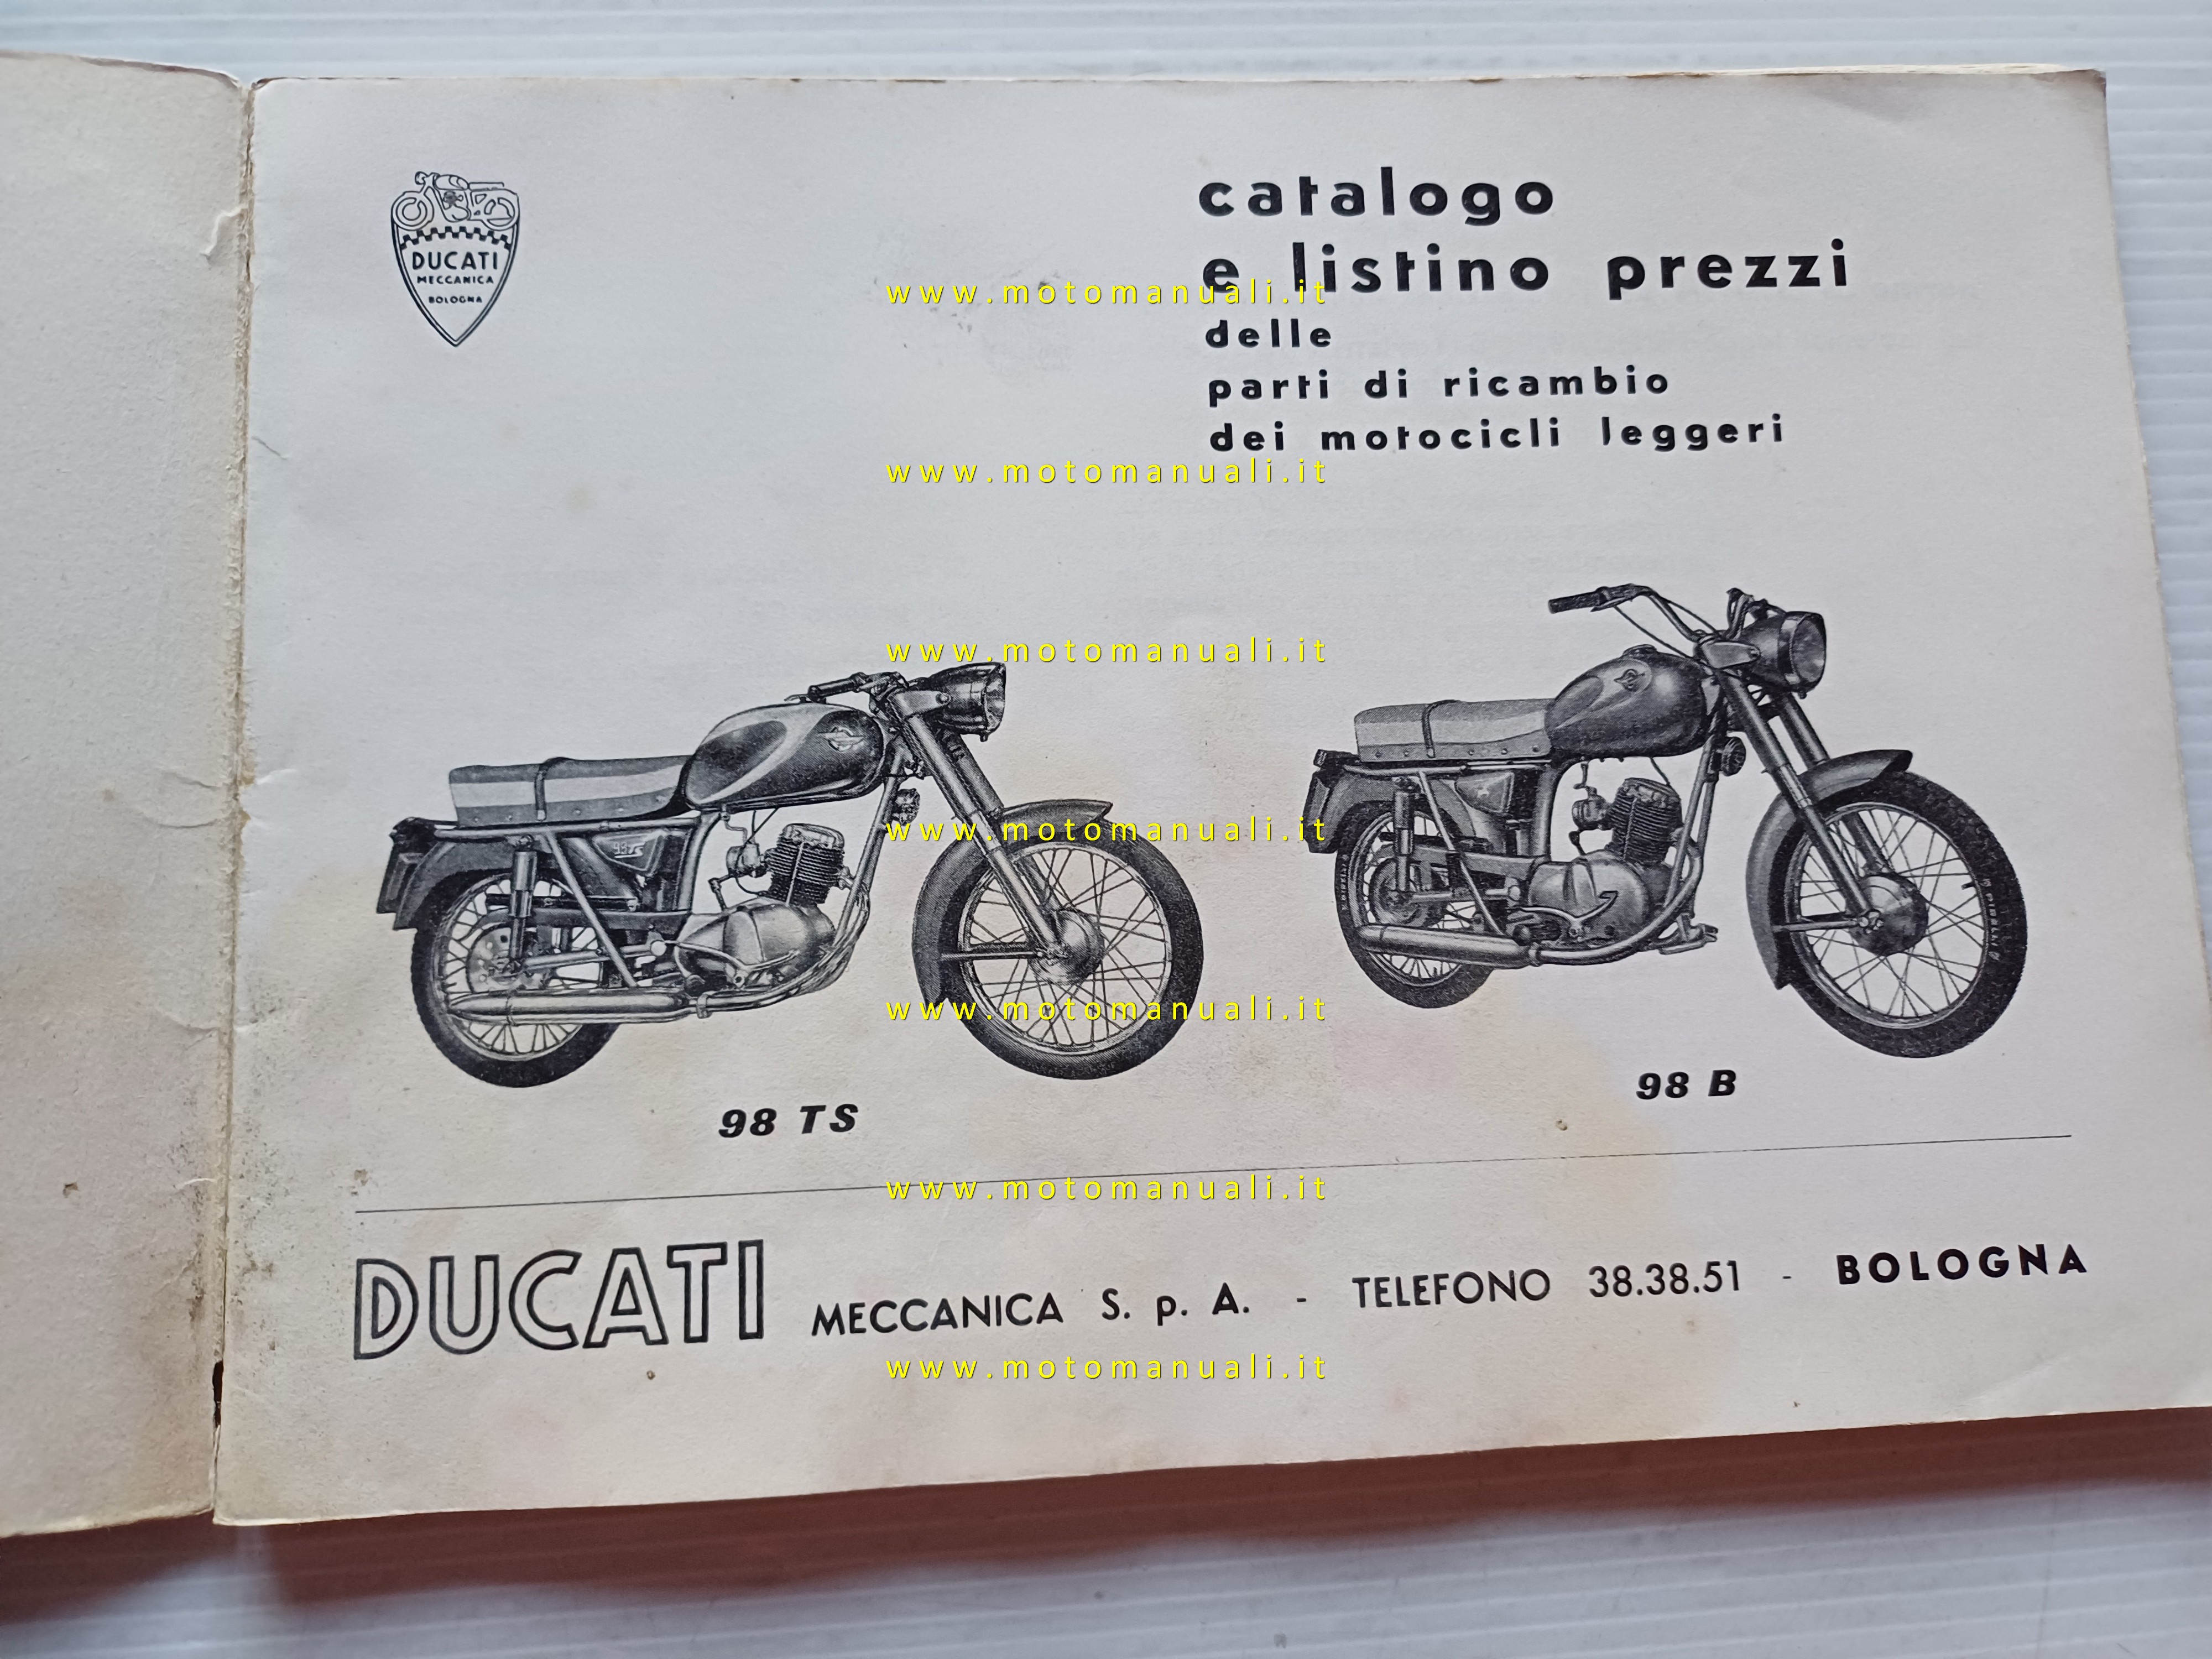 DUCATI
MECCANICA
BOLOGNA
catalogo
e listino prezzi
www.motomanuali.it
delle
parti di ricambio
dei motocicli leggeri
www.motomanuali.it
www.motomanuali.it
98 TS
www.motomanuali.it
www.motomanuali.it
98 TS
98 B
www.motomanuali.it
DUCATI MECCANICA S. p. A. - TELEFONO 38.38.51 - BOLOGNA
www.motomanuali.it